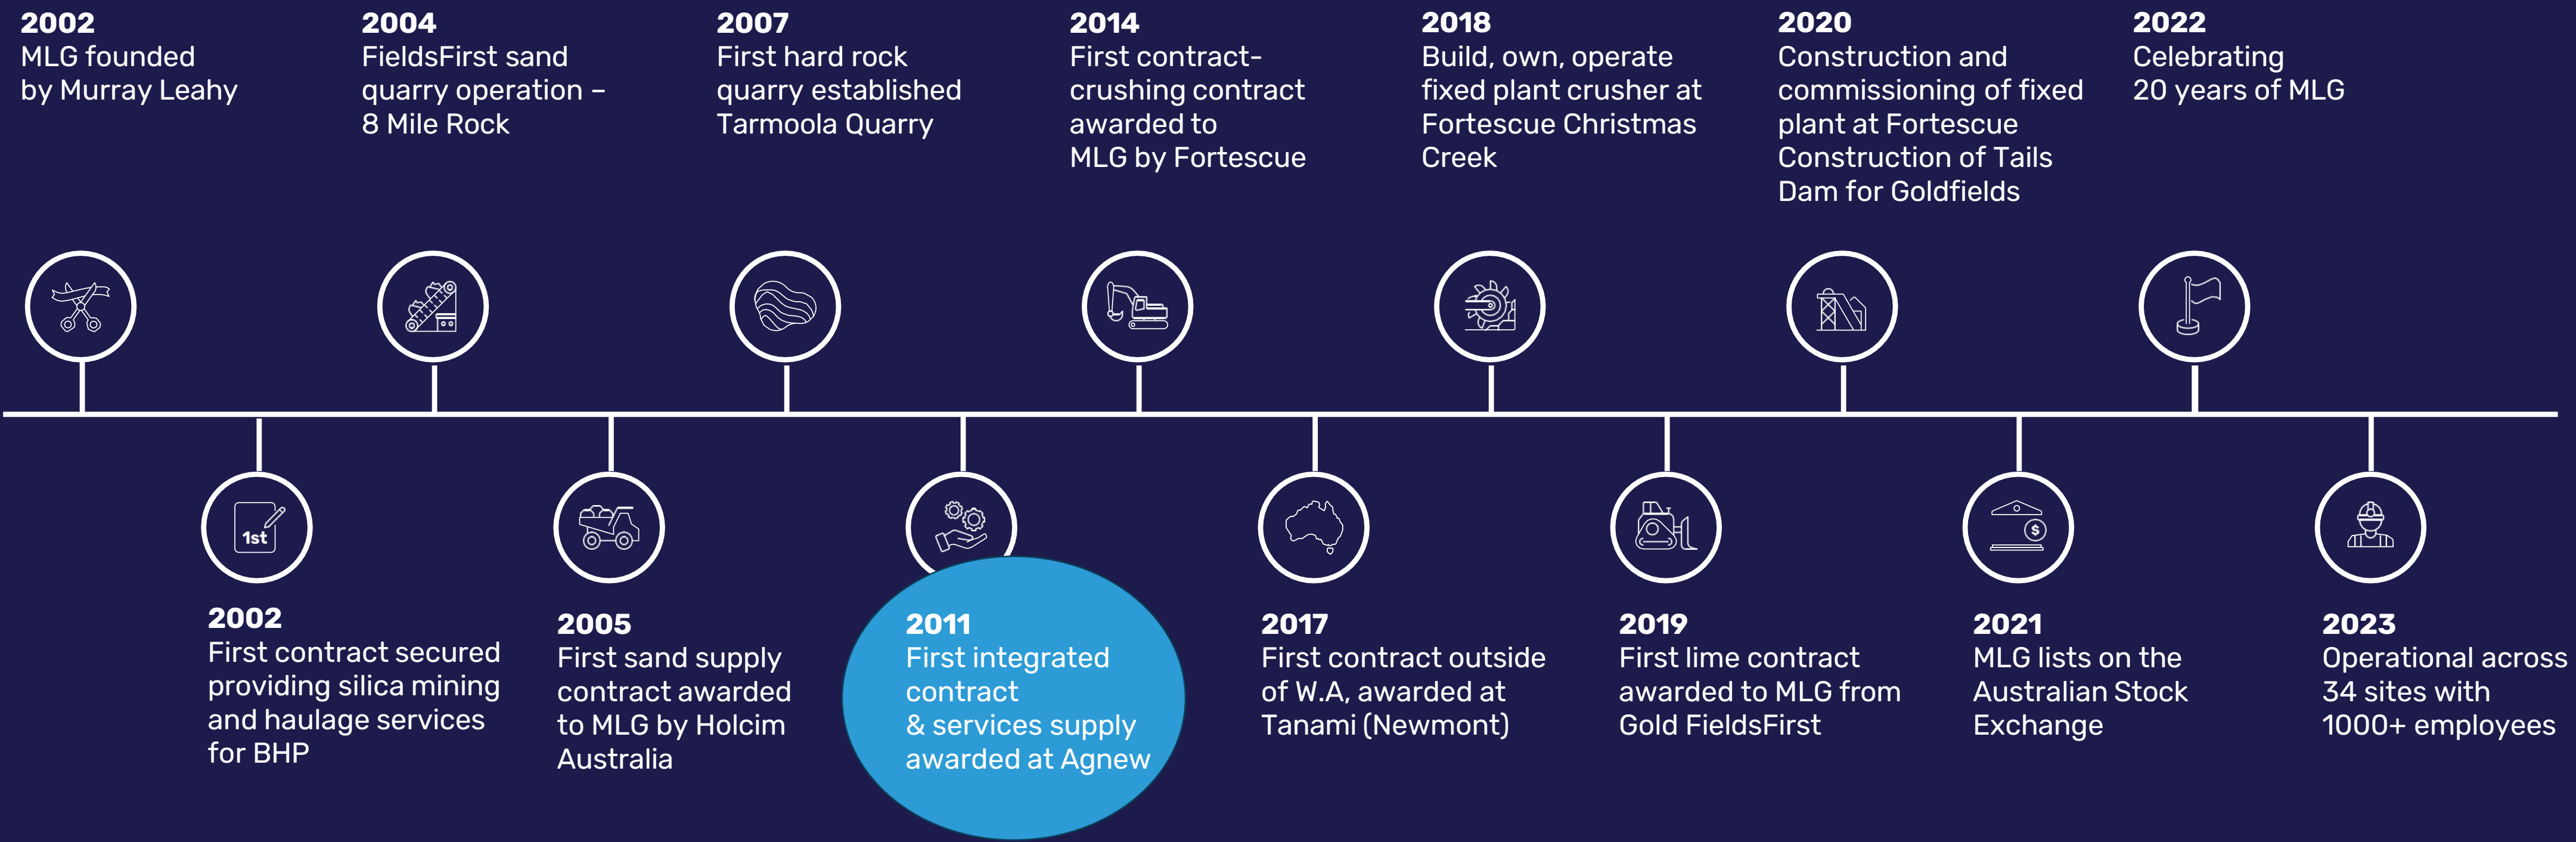 2002
MLG founded
by Murray Leahy
2004
FieldsFirst sand
quarry operation –
8 Mile Rock
2007
First hard rock
quarry established
Tarmoola Quarry
2014
First contract-
crushing contract
awarded to
MLG by Fortescue
2018
Build, own, operate
fixed plant crusher at
Fortescue Christmas
Creek
2020
Construction and
commissioning of fixed
plant at Fortescue
Construction of Tails
Dam for Goldfields
2022
Celebrating
20 years of MLG
1st
$
2002
First contract secured
providing silica mining
and haulage services
for BHP
2005
First sand supply
contract awarded
to MLG by Holcim
Australia
2011
First integrated
contract
& services supply
awarded at Agnew
2017
First contract outside
of W.A, awarded at
Tanami (Newmont)
2019
First lime contract
awarded to MLG from
Gold FieldsFirst
2021
MLG lists on the
Australian Stock
Exchange
2023
Operational across
34 sites with
1000+ employees